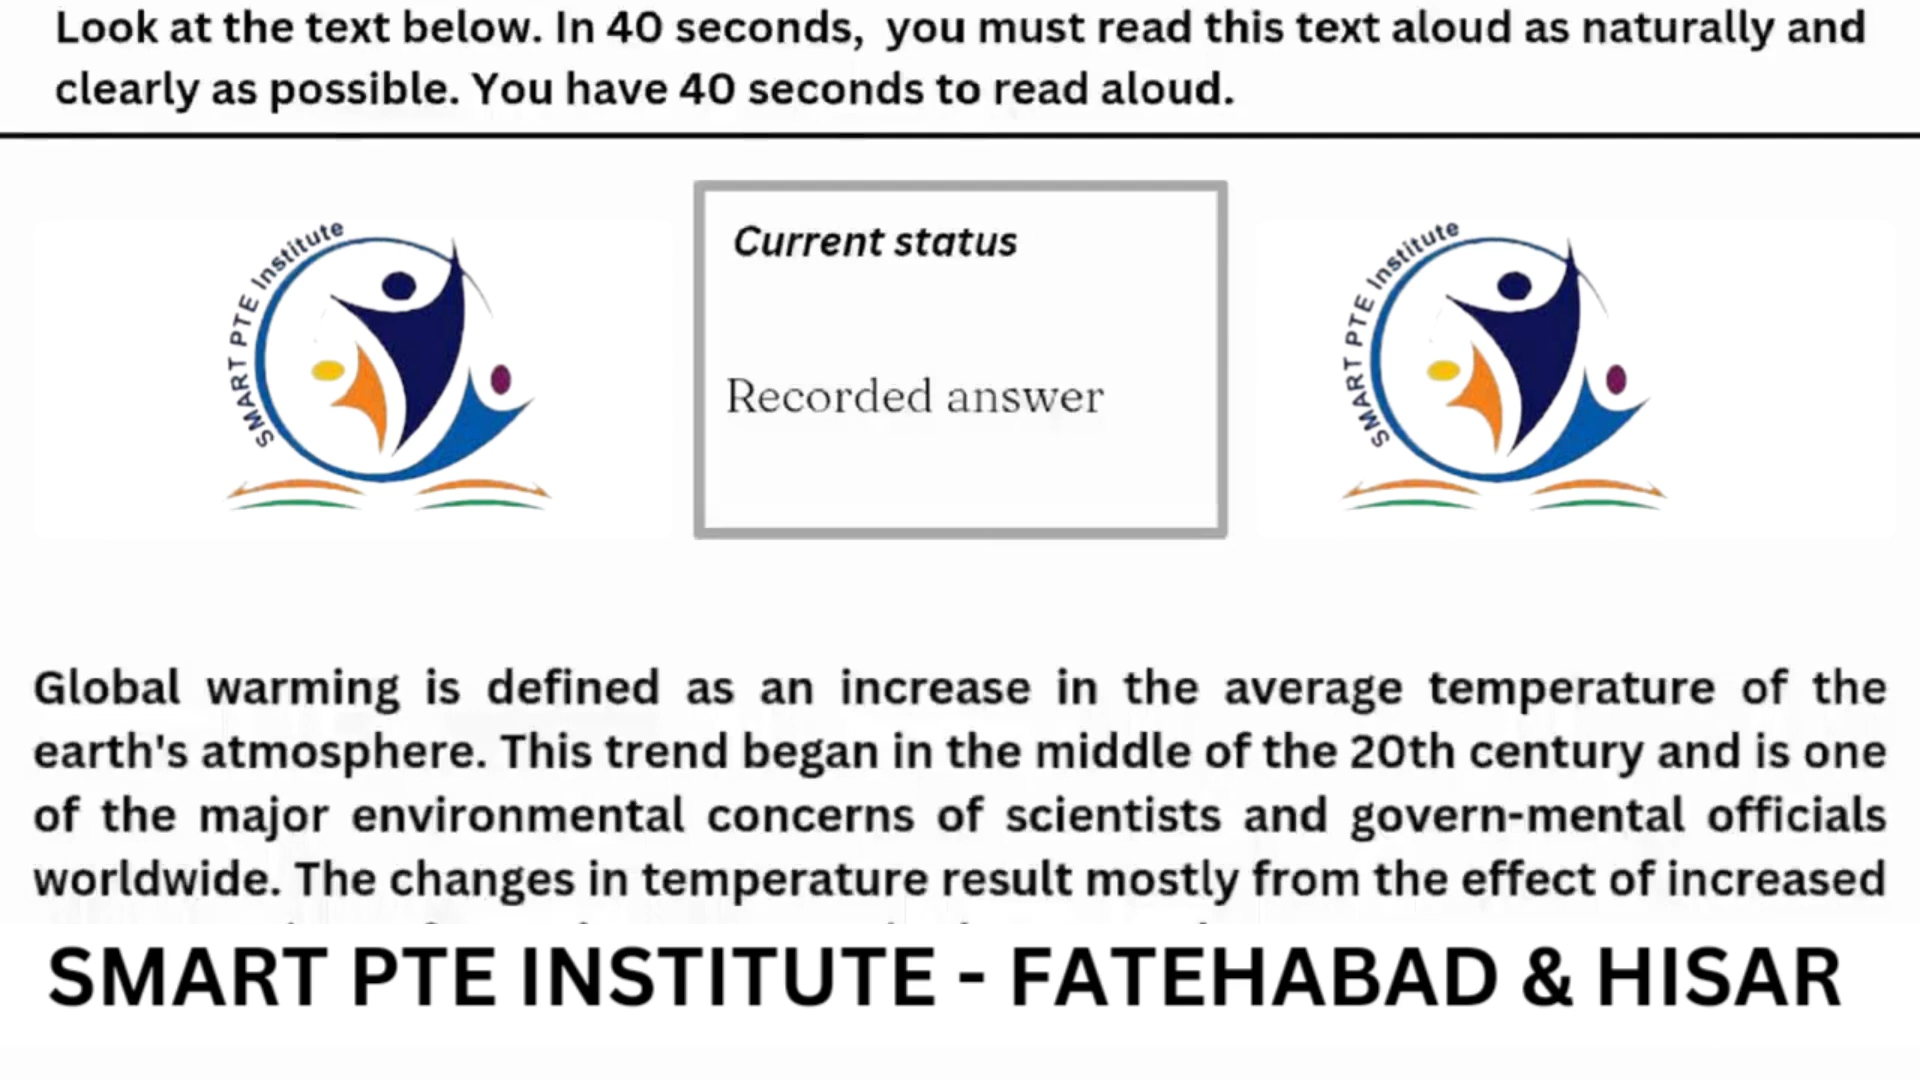 Look at the text below. In 40 seconds, you must read this text aloud as naturally and
clearly as possible. You have 40 seconds to read aloud.
SMART PTE Institute
Current status
Recorded answer
SMART PTE Institute
Global warming is defined as an increase in the average temperature of the
earth's atmosphere. This trend began in the middle of the 20th century and is one
of the major environmental concerns of scientists and govern-mental officials
worldwide. The changes in temperature result mostly from the effect of increased
SMART PTE INSTITUTE - FATEHABAD & HISAR